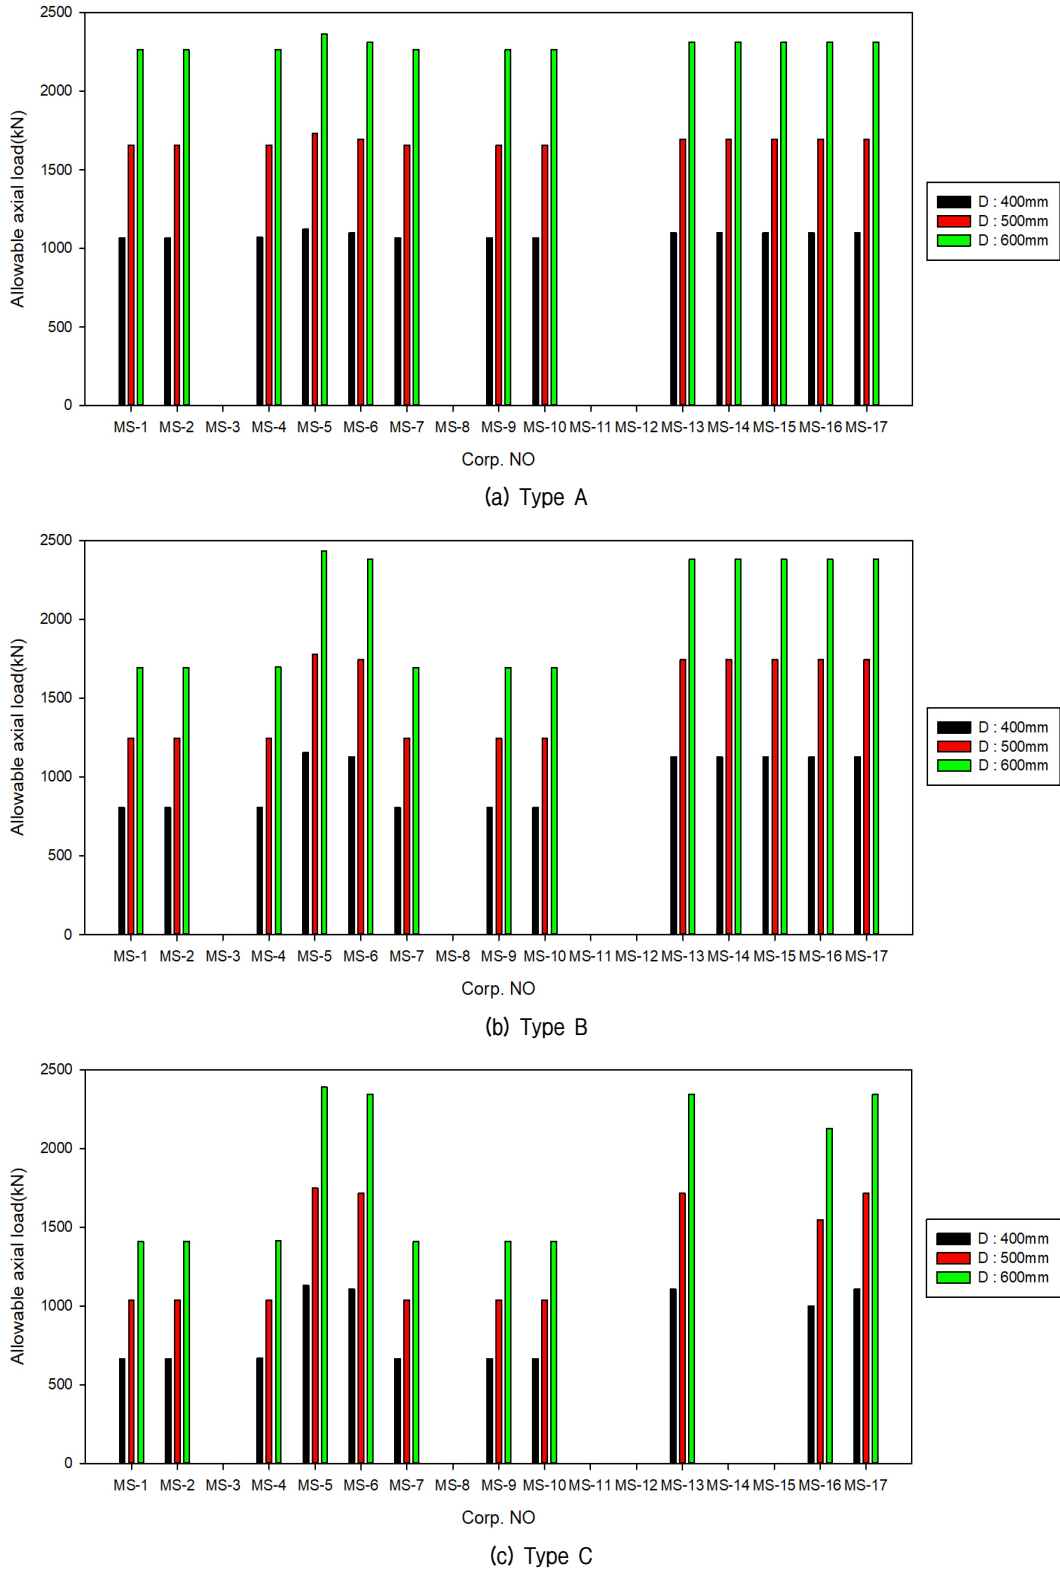 2500
2000
1500
1000
500
0
Allowable axial load(kN)
MS-1 MS-2 MS-3 MS-4 MS-5 MS-6 MS-7 MS-8 MS-9 MS-10 MS-11 MS-12 MS-13 MS-14 MS-15 MS-16 MS-17
Corp. NO
D : 400mm
D : 500mm
D : 600mm
(a) Type A
2500
2000
1500
1000
500
0
Allowable axial load(kN)
MS-1 MS-2 MS-3 MS-4 MS-5 MS-6 MS-7 MS-8 MS-9 MS-10 MS-11 MS-12 MS-13 MS-14 MS-15 MS-16 MS-17
Corp. NO
D : 400mm
D : 500mm
D : 600mm
(b) Type B
2500
2000
1500
1000
500
0
Allowable axial load(kN)
MS-1 MS-2 MS-3 MS-4 MS-5 MS-6 MS-7 MS-8 MS-9 MS-10 MS-11 MS-12 MS-13 MS-14 MS-15 MS-16 MS-17
Corp. NO
D : 400mm
D : 500mm
D : 600mm
(c) Type C